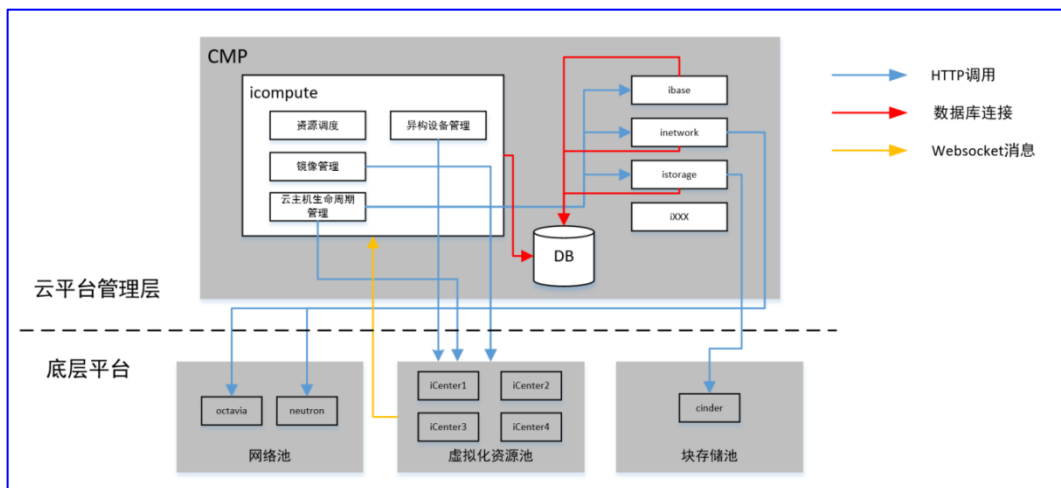 CMP
icompute
资源调度
异构设备管理
镜像管理
云主机生命周期
管理
ibase
inetwork
istorage
iXXX
DB
HTTP调用
数据库连接
Websocket消息
云平台管理层
底层平台
octavia
neutron
网络池
iCenter1
iCenter2
iCenter3
iCenter4
虚拟化资源池
cinder
块存储池